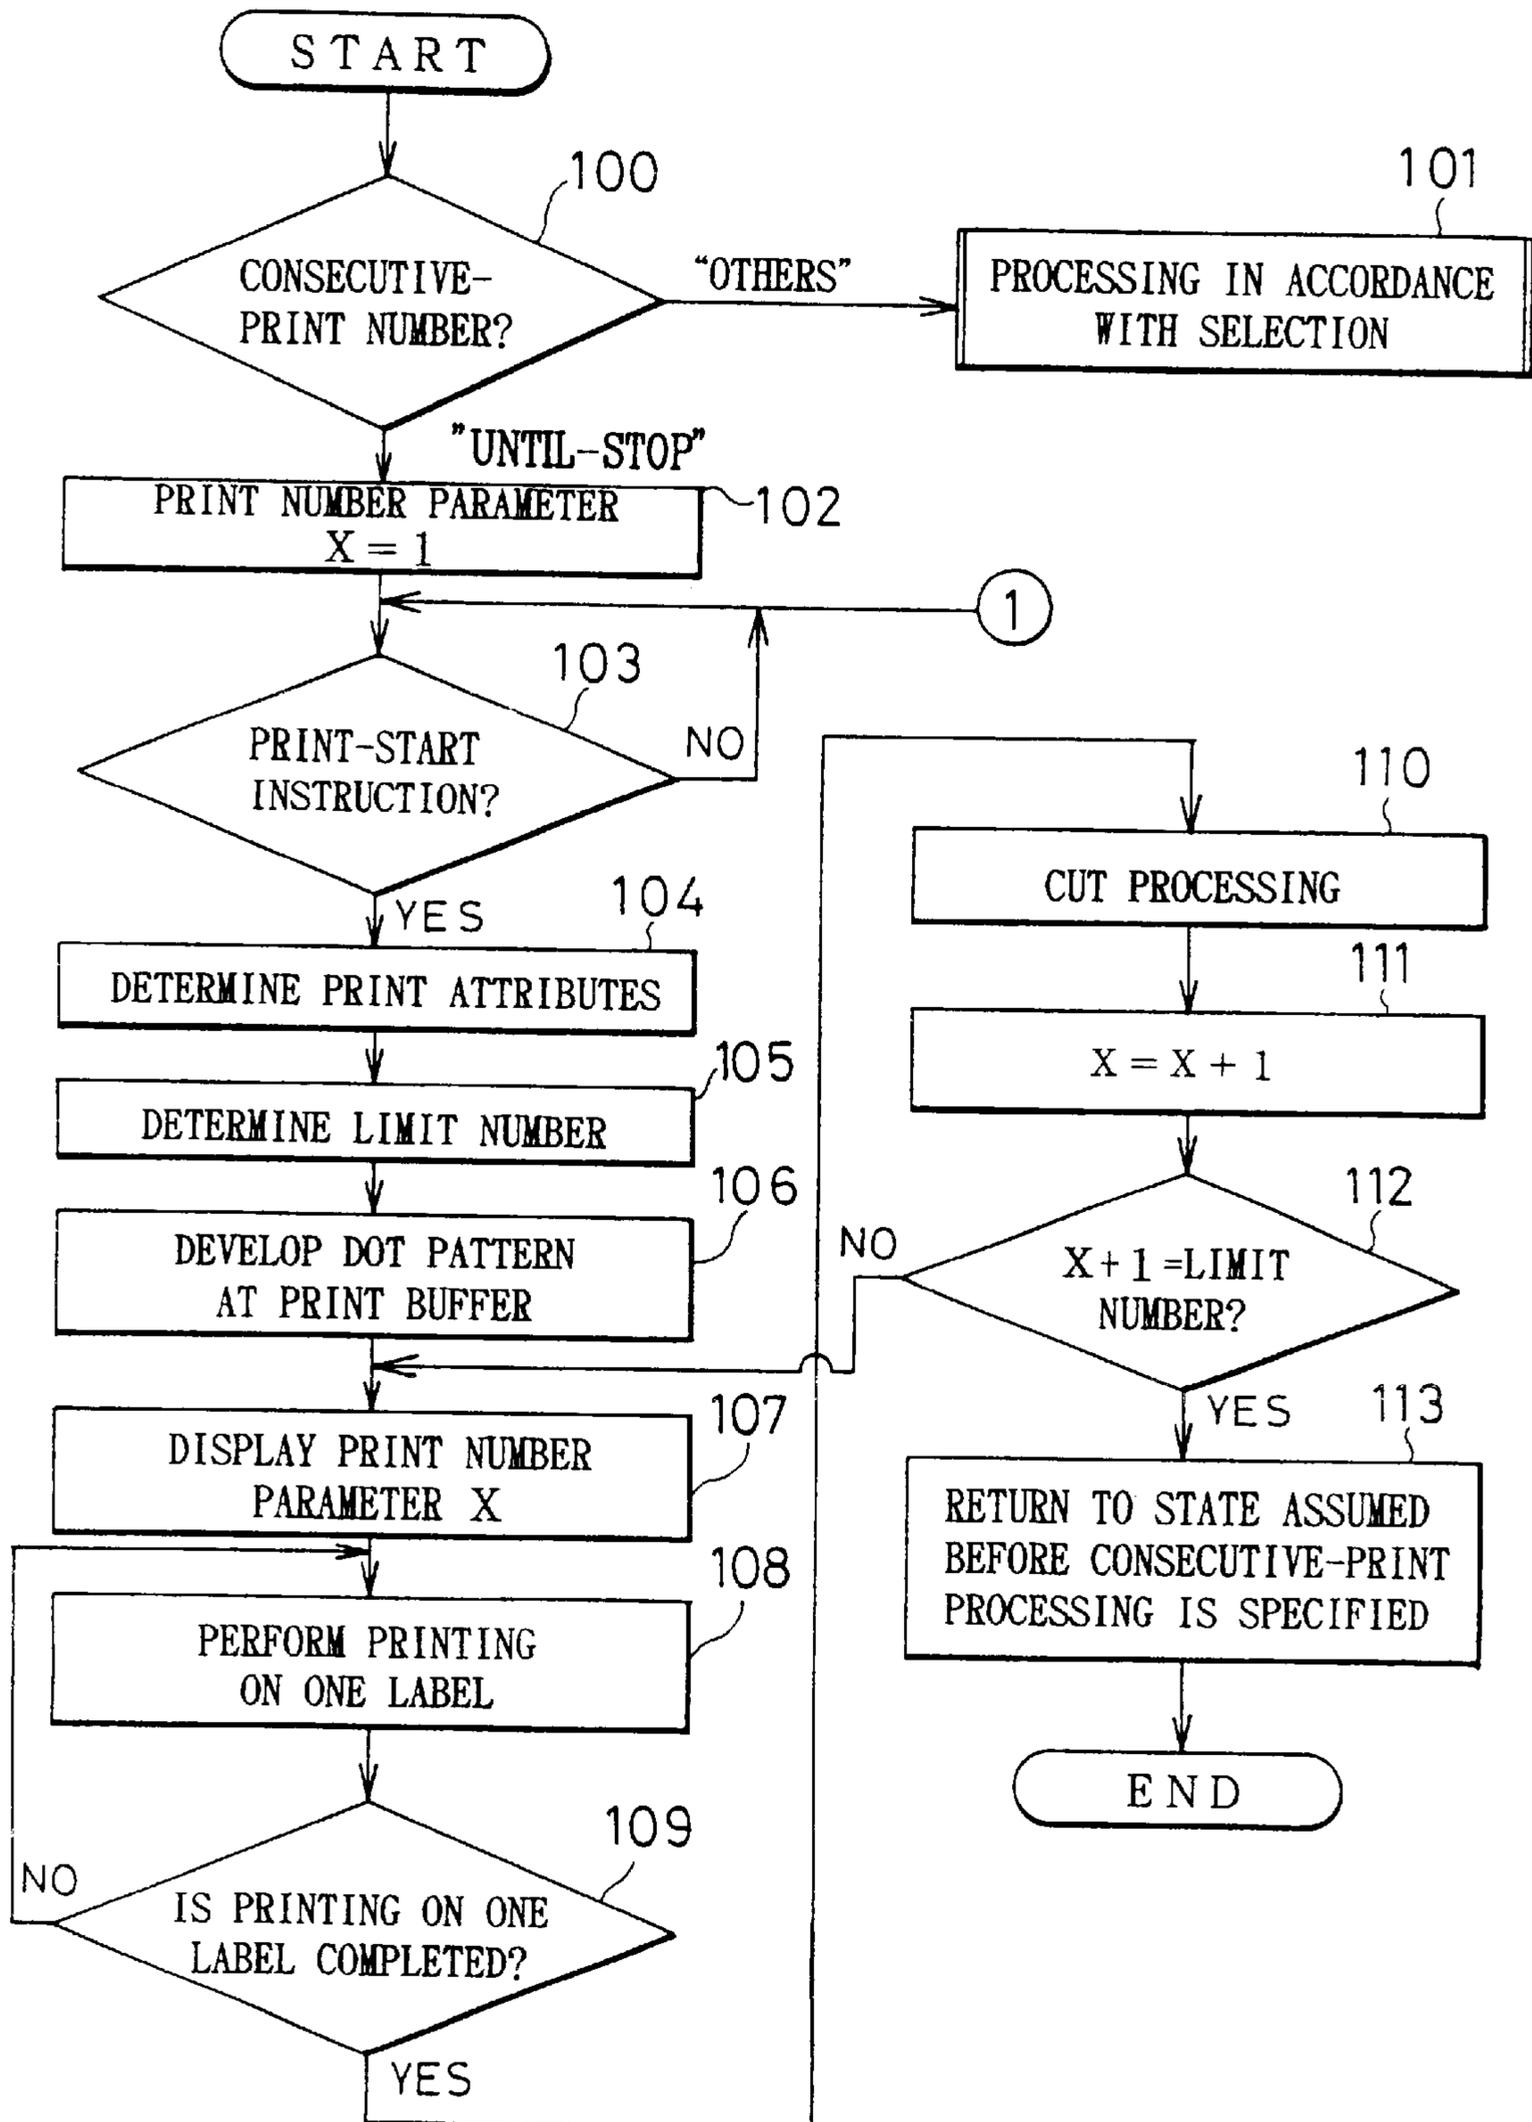 START
100
CONSECUTIVE-
PRINT NUMBER?
"OTHERS"
101
PROCESSING IN ACCORDANCE
WITH SELECTION
"UNTIL-STOP"
PRINT NUMBER PARAMETER
X = 1
102
1
103
PRINT-START
INSTRUCTION?
NO
YES
104
DETERMINE PRINT ATTRIBUTES
105
DETERMINE LIMIT NUMBER
106
DEVELOP DOT PATTERN
AT PRINT BUFFER
107
DISPLAY PRINT NUMBER
PARAMETER X
108
PERFORM PRINTING
ON ONE LABEL
109
NO
IS PRINTING ON ONE
LABEL COMPLETED?
YES
110
CUT PROCESSING
111
X = X + 1
112
NO
X+1=LIMIT
NUMBER?
YES
113
RETURN TO STATE ASSUMED
BEFORE CONSECUTIVE-PRINT
PROCESSING IS SPECIFIED
END